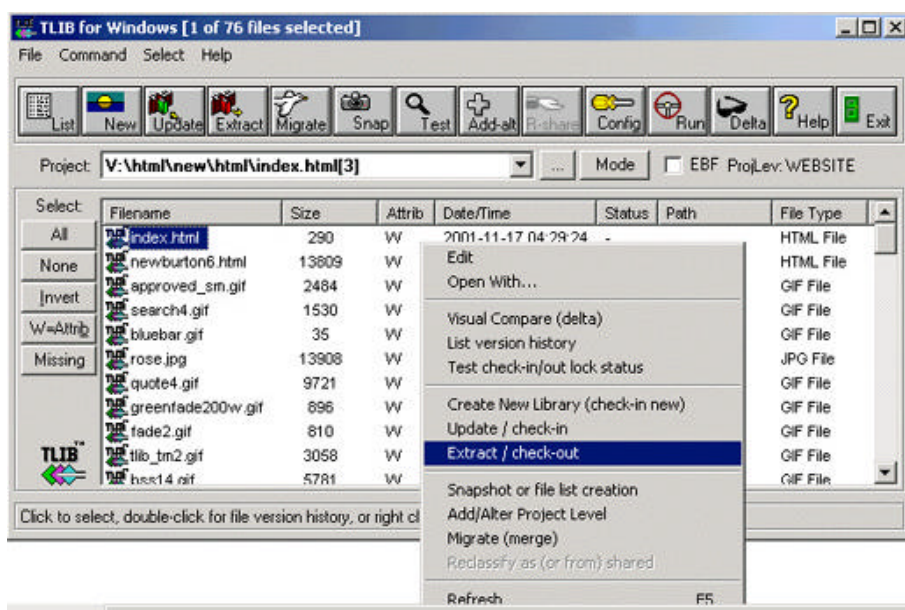 TLIB for Windows [1 of 76 files selected]
File Command Select Help
List New Update Extract Migrate Snap Test Add-alt R-share Config Run Delta Help Exit
Project: V:\html\new\html\index.html[3] ... Mode EBF ProjLev: WEBSITE
Select:
All
None
Invert
W=Attrib
Missing
TLIB™
Filename Size Attrib Date/Time Status Path File Type
index.html 290 W 2001-11-17 04:29:24 - HTML File
newburton6.html 13809 W HTML File
approved_sm.gif 2484 W GIF File
search4.gif 1530 W GIF File
bluebar.gif 35 W GIF File
rose.jpg 13908 W JPG File
quote4.gif 9721 W GIF File
greenfade200w.gif 896 W GIF File
fade2.gif 810 W GIF File
tlib_tm2.gif 3058 W GIF File
bss14.gif 5781 W GIF File
Edit
Open With...
Visual Compare (delta)
List version history
Test check-in/out lock status
Create New Library (check-in new)
Update / check-in
Extract / check-out
Snapshot or file list creation
Add/Alter Project Level
Migrate (merge)
Reclassify as (or from) shared
Refresh F5
Click to select, double-click for file version history, or right cl